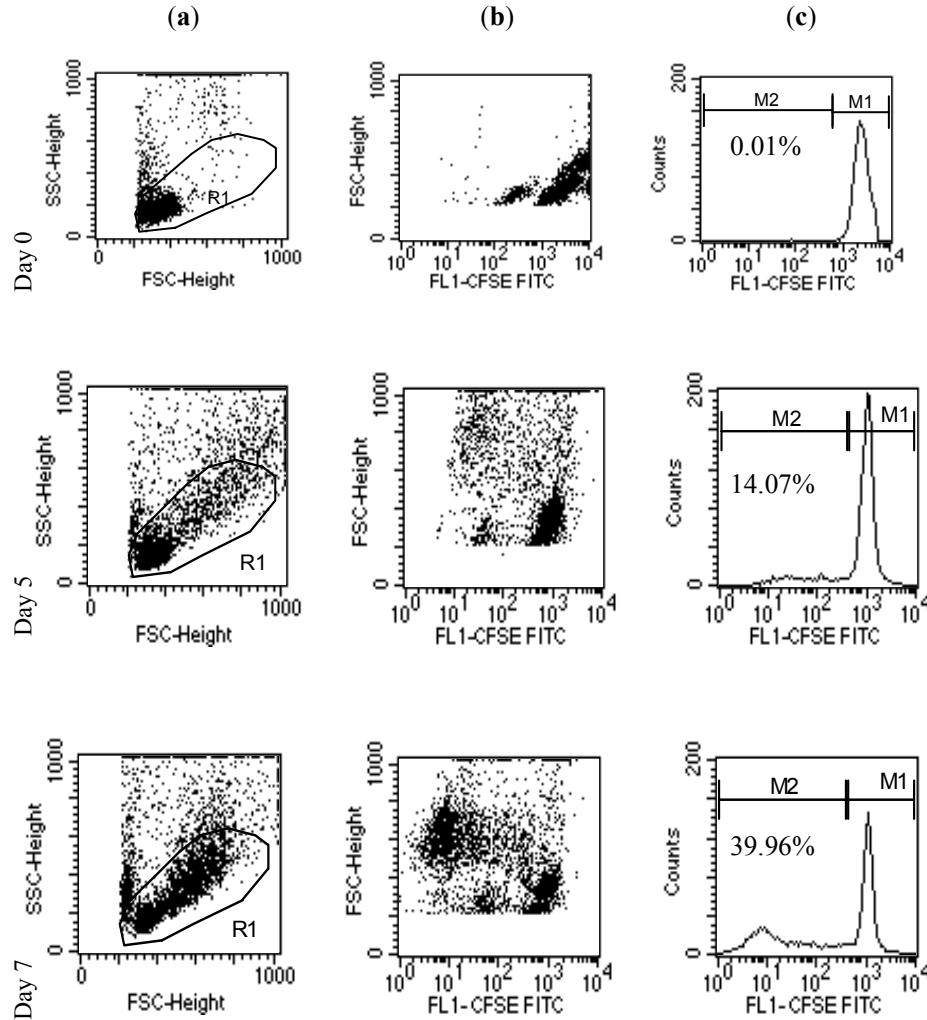 (a)
(b)
(c)
Day 0
SSC-Height
1000
0
R1
0
1000
FSC-Height
FSC-Height
1000
0
10^0 10^1 10^2 10^3 10^4
FL1-CFSE FITC
Counts
200
0
M2
M1
0.01%
10^0 10^1 10^2 10^3 10^4
FL1-CFSE FITC
Day 5
SSC-Height
1000
0
R1
0
1000
FSC-Height
FSC-Height
1000
0
10^0 10^1 10^2 10^3 10^4
FL1-CFSE FITC
Counts
200
0
M2
M1
14.07%
10^0 10^1 10^2 10^3 10^4
FL1-CFSE FITC
Day 7
SSC-Height
1000
0
R1
0
1000
FSC-Height
FSC-Height
1000
0
10^0 10^1 10^2 10^3 10^4
FL1-CFSE FITC
Counts
200
0
M2
M1
39.96%
10^0 10^1 10^2 10^3 10^4
FL1-CFSE FITC